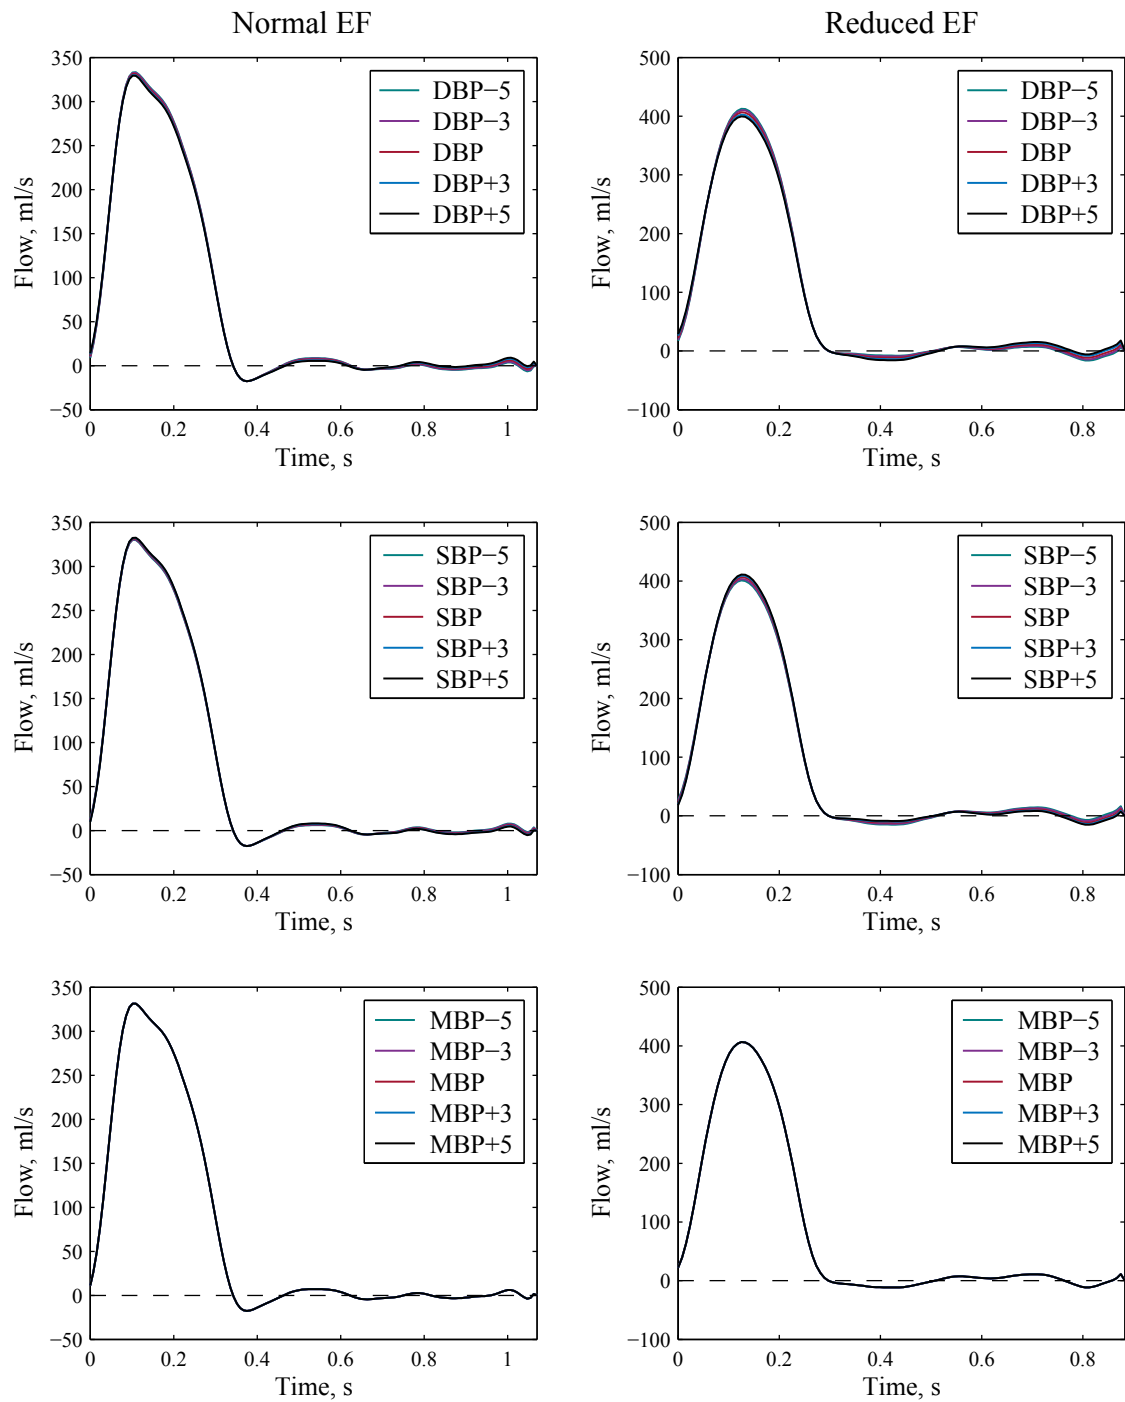 Normal EF
Reduced EF
350
300
250
200
150
100
50
0
−50
Flow, ml/s
DBP−5
DBP−3
DBP
DBP+3
DBP+5
0
0.2
0.4
0.6
0.8
1
Time, s
500
400
300
200
100
0
−100
Flow, ml/s
DBP−5
DBP−3
DBP
DBP+3
DBP+5
0
0.2
0.4
0.6
0.8
Time, s
350
300
250
200
150
100
50
0
−50
Flow, ml/s
SBP−5
SBP−3
SBP
SBP+3
SBP+5
0
0.2
0.4
0.6
0.8
1
Time, s
500
400
300
200
100
0
−100
Flow, ml/s
SBP−5
SBP−3
SBP
SBP+3
SBP+5
0
0.2
0.4
0.6
0.8
Time, s
350
300
250
200
150
100
50
0
−50
Flow, ml/s
MBP−5
MBP−3
MBP
MBP+3
MBP+5
0
0.2
0.4
0.6
0.8
1
Time, s
500
400
300
200
100
0
−100
Flow, ml/s
MBP−5
MBP−3
MBP
MBP+3
MBP+5
0
0.2
0.4
0.6
0.8
Time, s